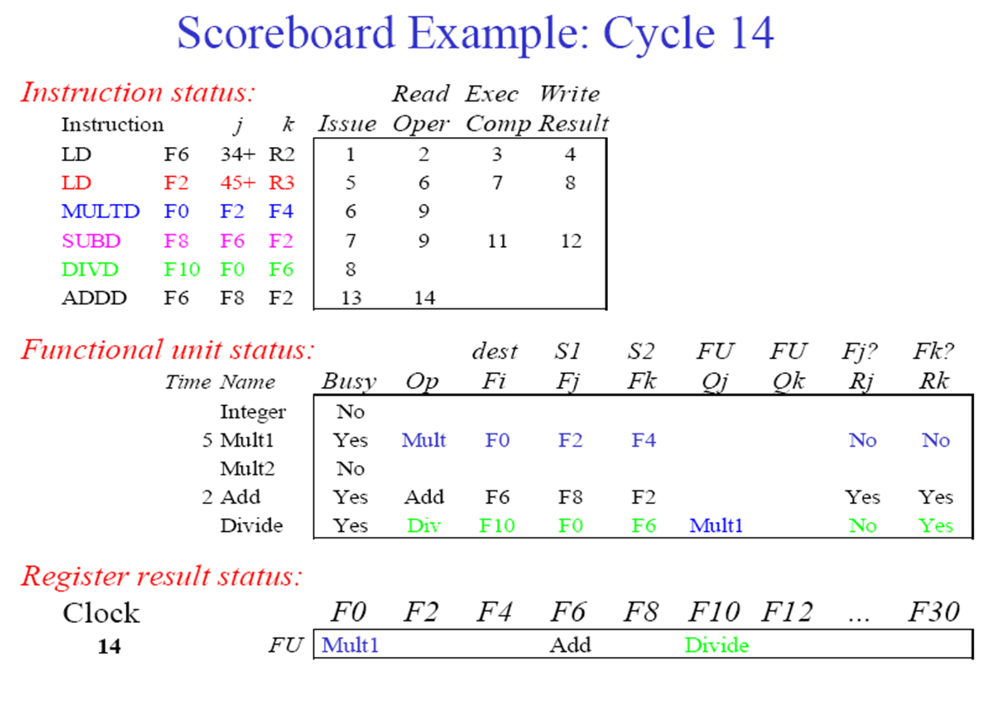 Scoreboard Example: Cycle 14
Instruction status: Read Exec Write
Instruction j k Issue Oper Comp Result
LD F6 34+ R2 1 2 3 4
LD F2 45+ R3 5 6 7 8
MULTD F0 F2 F4 6 9
SUBD F8 F6 F2 7 9 11 12
DIVD F10 F0 F6 8
ADDD F6 F8 F2 13 14
Functional unit status: dest S1 S2 FU FU Fj? Fk?
Time Name Busy Op Fi Fj Fk Qj Qk Rj Rk
Integer No
5 Mult1 Yes Mult F0 F2 F4 No No
Mult2 No
2 Add Yes Add F6 F8 F2 Yes Yes
Divide Yes Div F10 F0 F6 Mult1 No Yes
Register result status:
Clock F0 F2 F4 F6 F8 F10 F12 ... F30
14 FU Mult1 Add Divide